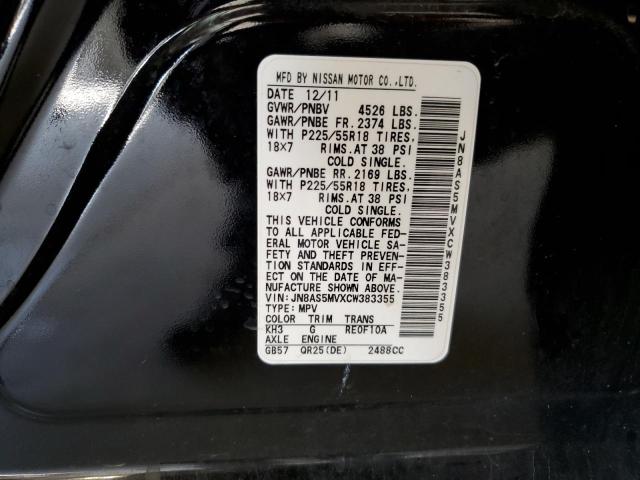 MFD BY NISSAN MOTOR CO.,LTD.
DATE 12/11
GVWR/PNBV 4526 LBS.
GAWR/PNBE FR. 2374 LBS.
WITH P225/55R18 TIRES,
18X7 RIMS.AT 38 PSI
COLD SINGLE.
GAWR/PNBE RR. 2169 LBS.
WITH P225/55R18 TIRES,
18X7 RIMS.AT 38 PSI
COLD SINGLE.
THIS VEHICLE CONFORMS
TO ALL APPLICABLE FED-
ERAL MOTOR VEHICLE SA-
FETY AND THEFT PREVEN-
TION STANDARDS IN EFF-
ECT ON THE DATE OF MA-
NUFACTURE SHOWN ABOVE.
VIN: JN8AS5MVXCW383355
TYPE: MPV
COLOR TRIM TRANS
KH3 G RE0F10A
AXLE ENGINE
GB57 QR25(DE) 2488CC
JN8AS5MVXCW383355